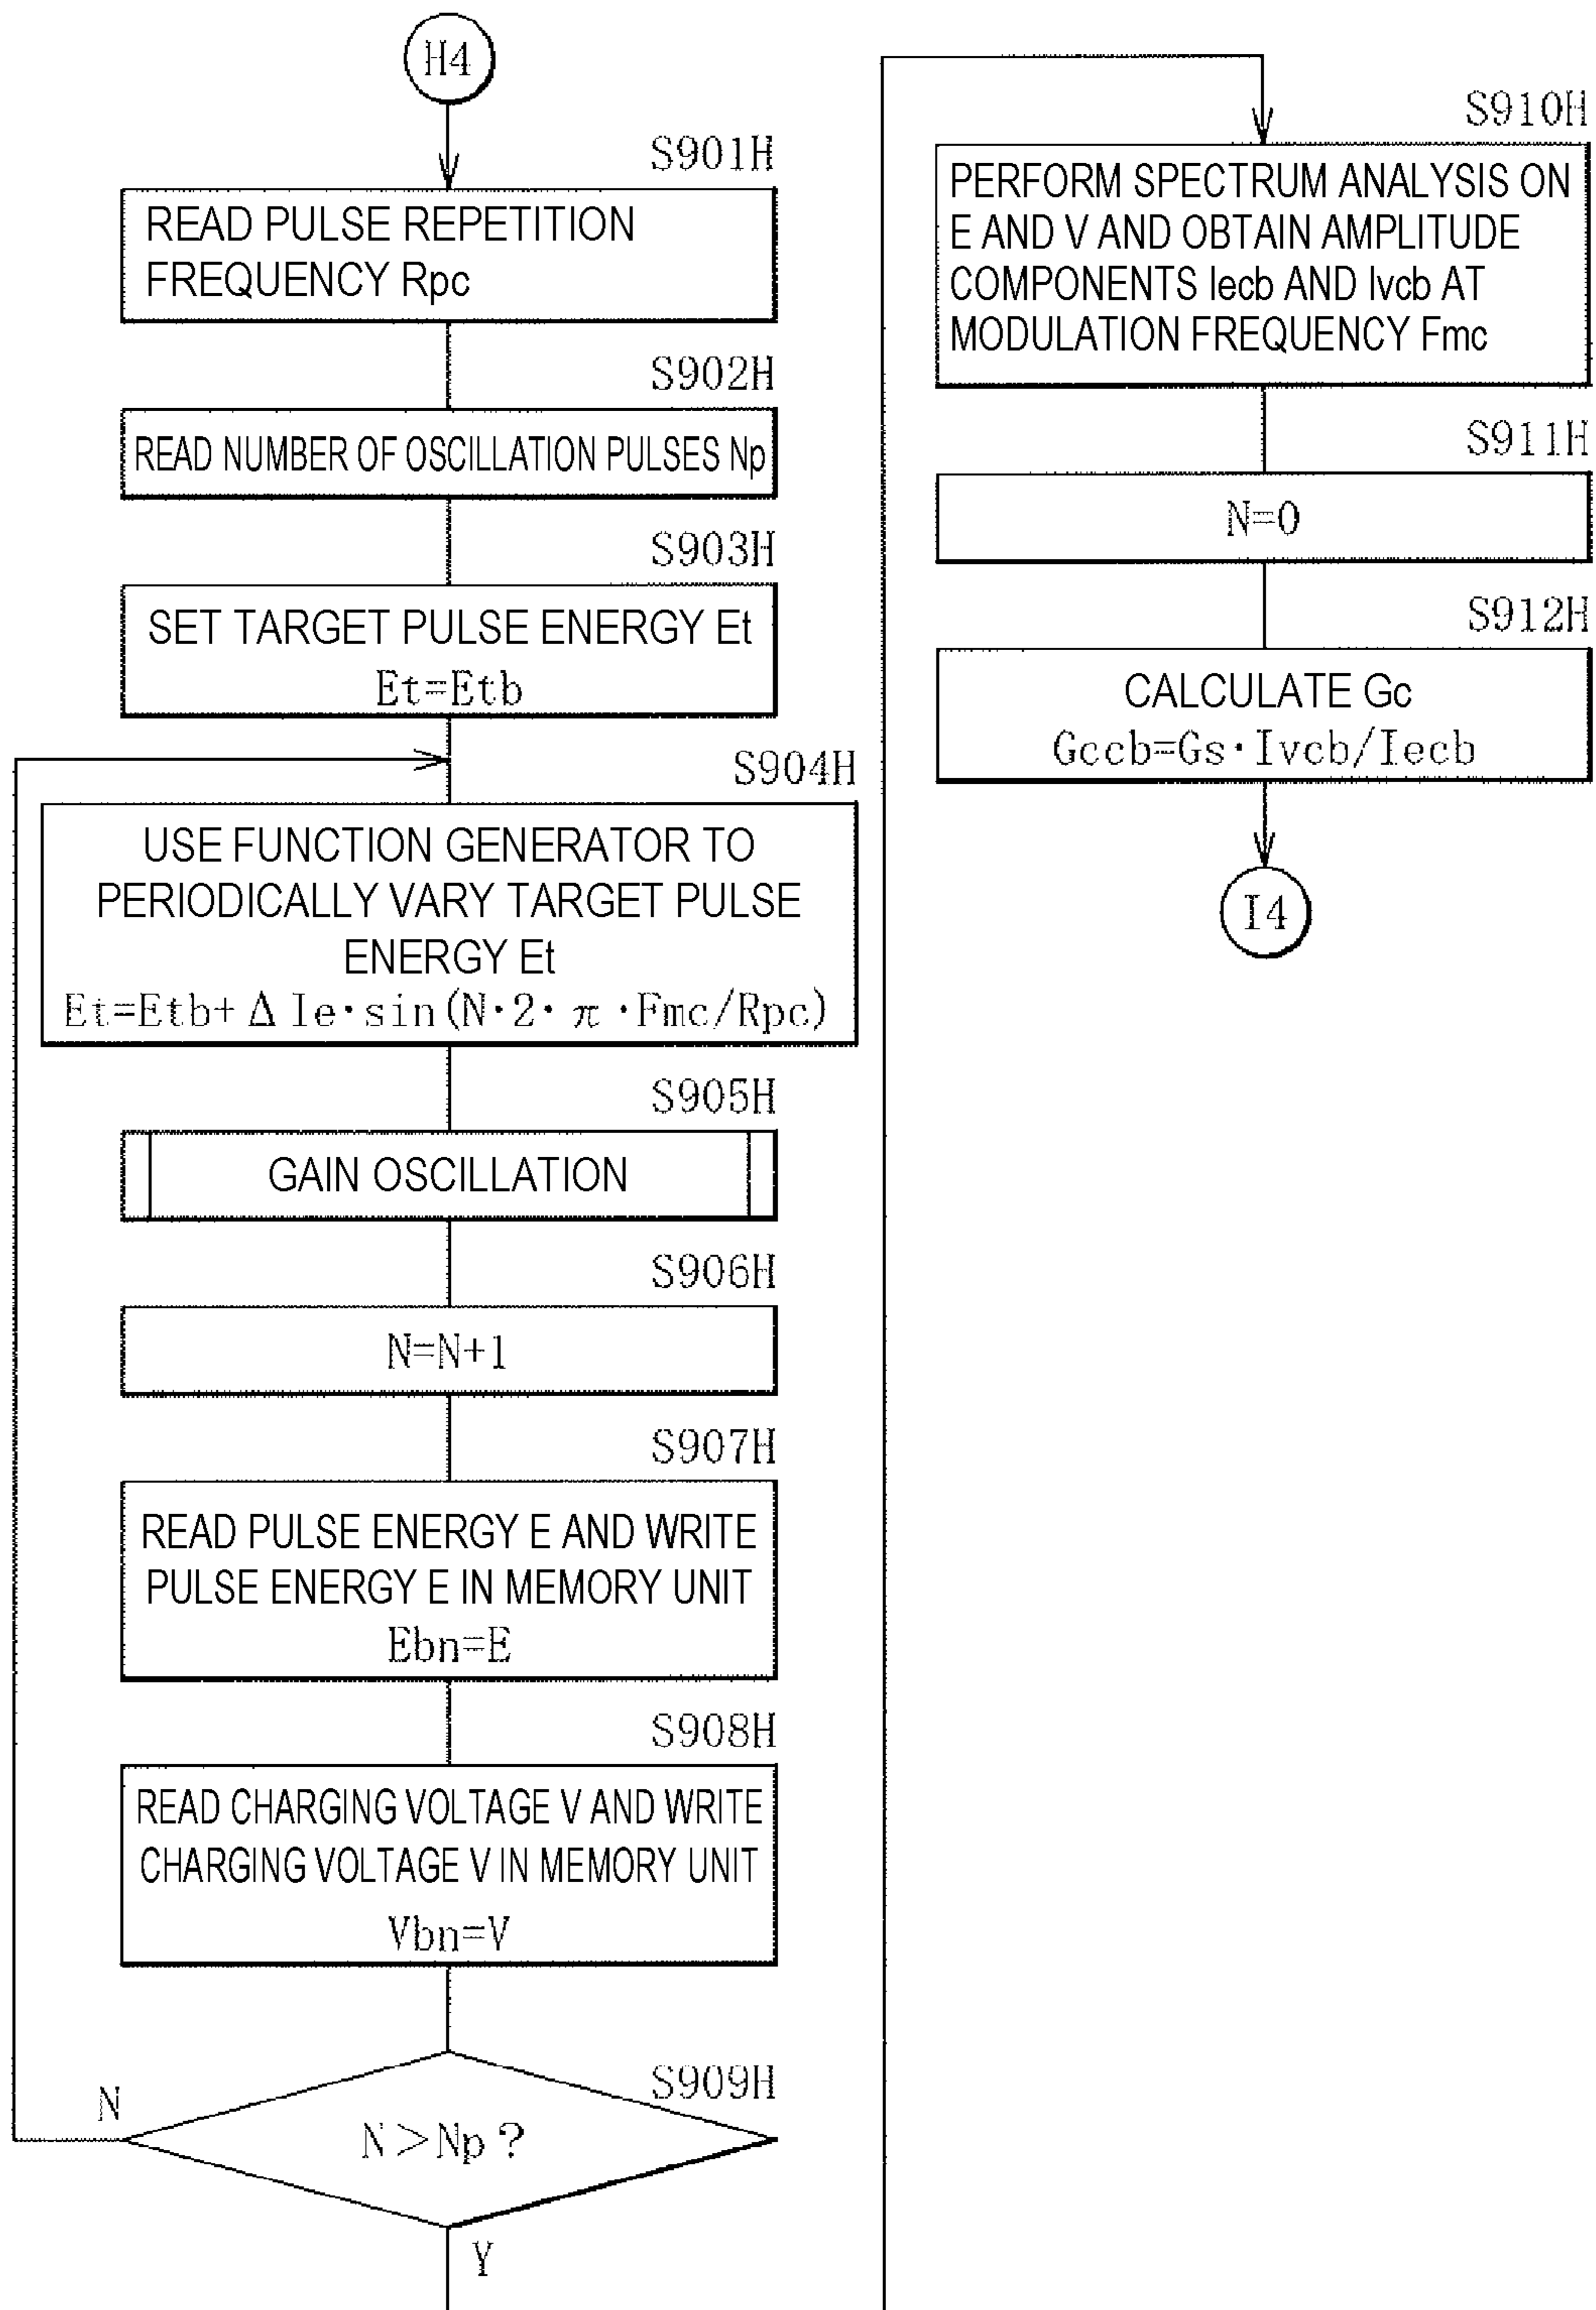 H4
S901H
READ PULSE REPETITION
FREQUENCY Rpc
S902H
READ NUMBER OF OSCILLATION PULSES Np
S903H
SET TARGET PULSE ENERGY Et
Et=Etb
S904H
USE FUNCTION GENERATOR TO
PERIODICALLY VARY TARGET PULSE
ENERGY Et
Et=Etb+ΔIe·sin(N·2·π·Fmc/Rpc)
S905H
GAIN OSCILLATION
S906H
N=N+1
S907H
READ PULSE ENERGY E AND WRITE
PULSE ENERGY E IN MEMORY UNIT
Ebn=E
S908H
READ CHARGING VOLTAGE V AND WRITE
CHARGING VOLTAGE V IN MEMORY UNIT
Vbn=V
S909H
N
N>Np?
Y
S910H
PERFORM SPECTRUM ANALYSIS ON
E AND V AND OBTAIN AMPLITUDE
COMPONENTS Iecb AND Ivcb AT
MODULATION FREQUENCY Fmc
S911H
N=0
S912H
CALCULATE Gc
Gccb=Gs·Ivcb/Iecb
I4